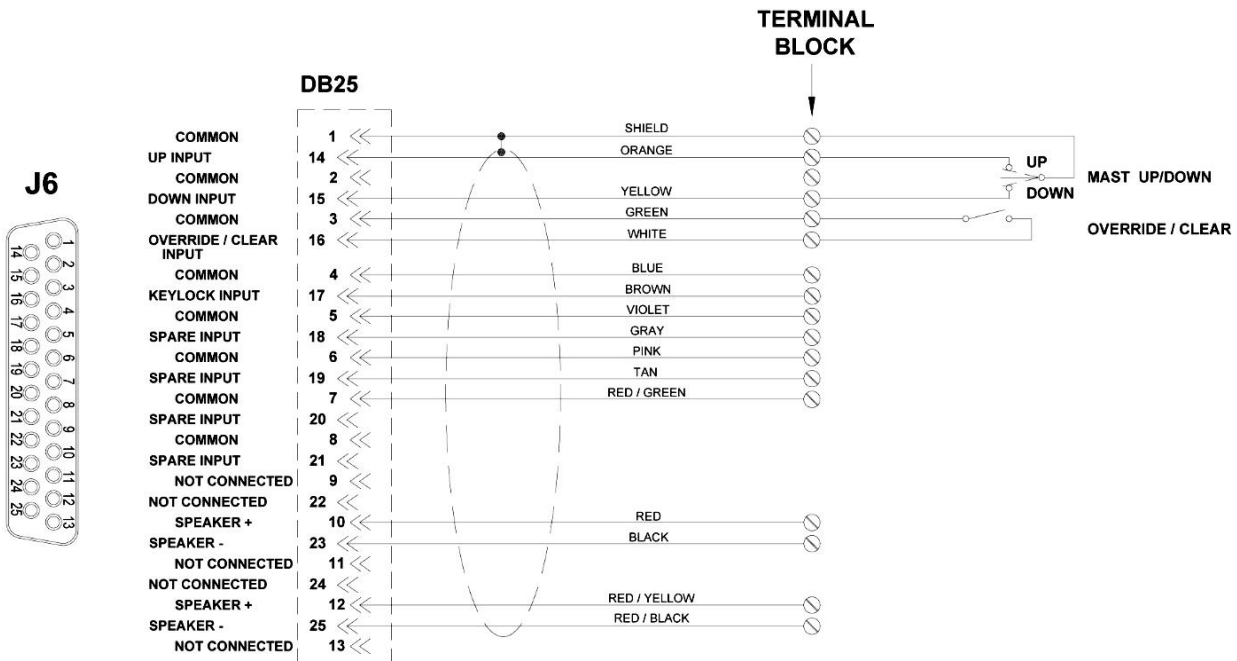 TERMINAL
BLOCK
DB25
J6
COMMON 1 SHIELD
UP INPUT 14 ORANGE
COMMON 2
DOWN INPUT 15 YELLOW
COMMON 3 GREEN
OVERRIDE / CLEAR 16 WHITE
INPUT
COMMON 4 BLUE
KEYLOCK INPUT 17 BROWN
COMMON 5 VIOLET
SPARE INPUT 18 GRAY
COMMON 6 PINK
SPARE INPUT 19 TAN
COMMON 7 RED / GREEN
SPARE INPUT 20
COMMON 8
SPARE INPUT 21
NOT CONNECTED 9
NOT CONNECTED 22
SPEAKER + 10 RED
SPEAKER - 23 BLACK
NOT CONNECTED 11
NOT CONNECTED 24
SPEAKER + 12 RED / YELLOW
SPEAKER - 25 RED / BLACK
NOT CONNECTED 13
UP
MAST UP/DOWN
DOWN
OVERRIDE / CLEAR
1
2
3
4
5
6
7
8
9
10
11
12
13
14
15
16
17
18
19
20
21
22
23
24
25